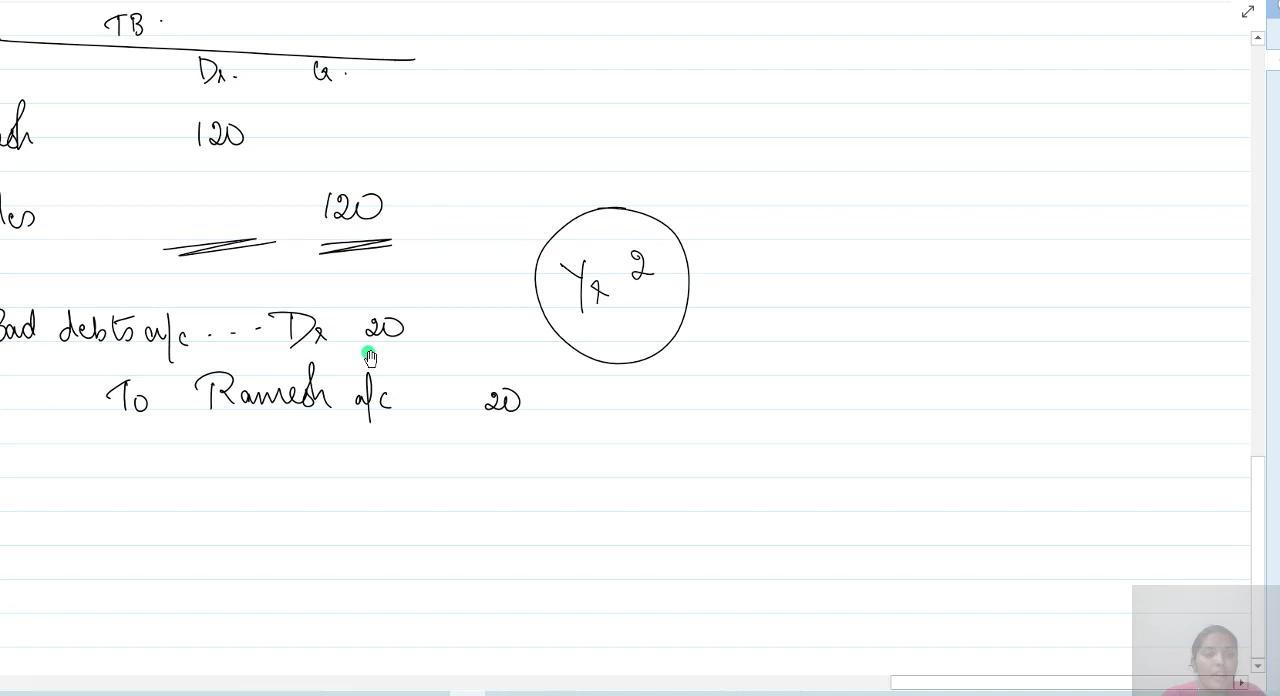 TB.
Dr. Cr.
120
120
Yr 2
Bad debts a/c ... Dr 20
To Ramesh a/c 20